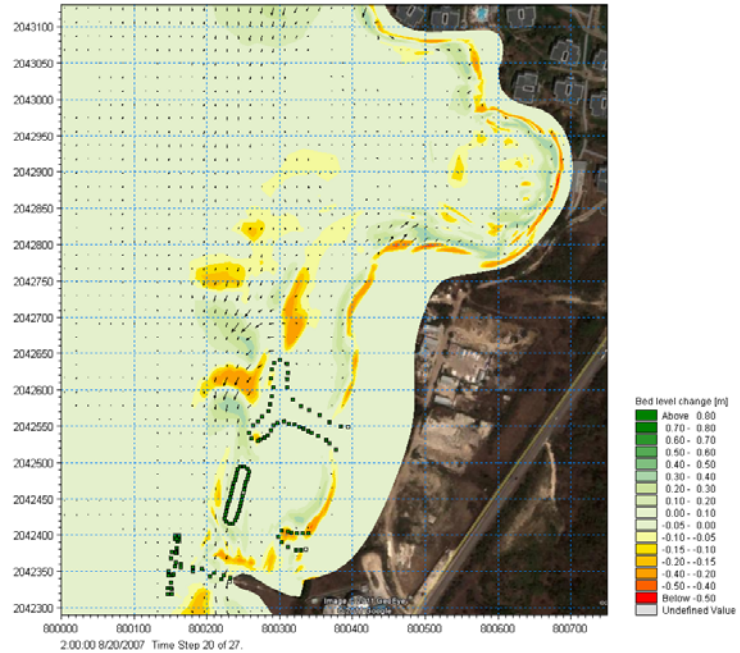 2043100
2043050
2043000
2042950
2042900
2042850
2042800
2042750
2042700
2042650
2042600
2042550
2042500
2042450
2042400
2042350
2042300
800000 800100 800200 800300 800400 800500 800600 800700
2:00:00 8/20/2007 Time Step 20 of 27.
Bed level change [m]
Above 0.80
0.70 - 0.80
0.60 - 0.70
0.50 - 0.60
0.40 - 0.50
0.30 - 0.40
0.20 - 0.30
0.10 - 0.20
0.00 - 0.10
-0.05 - 0.00
-0.10 - -0.05
-0.15 - -0.10
-0.20 - -0.15
-0.40 - -0.20
-0.50 - -0.40
Below -0.50
Undefined Value